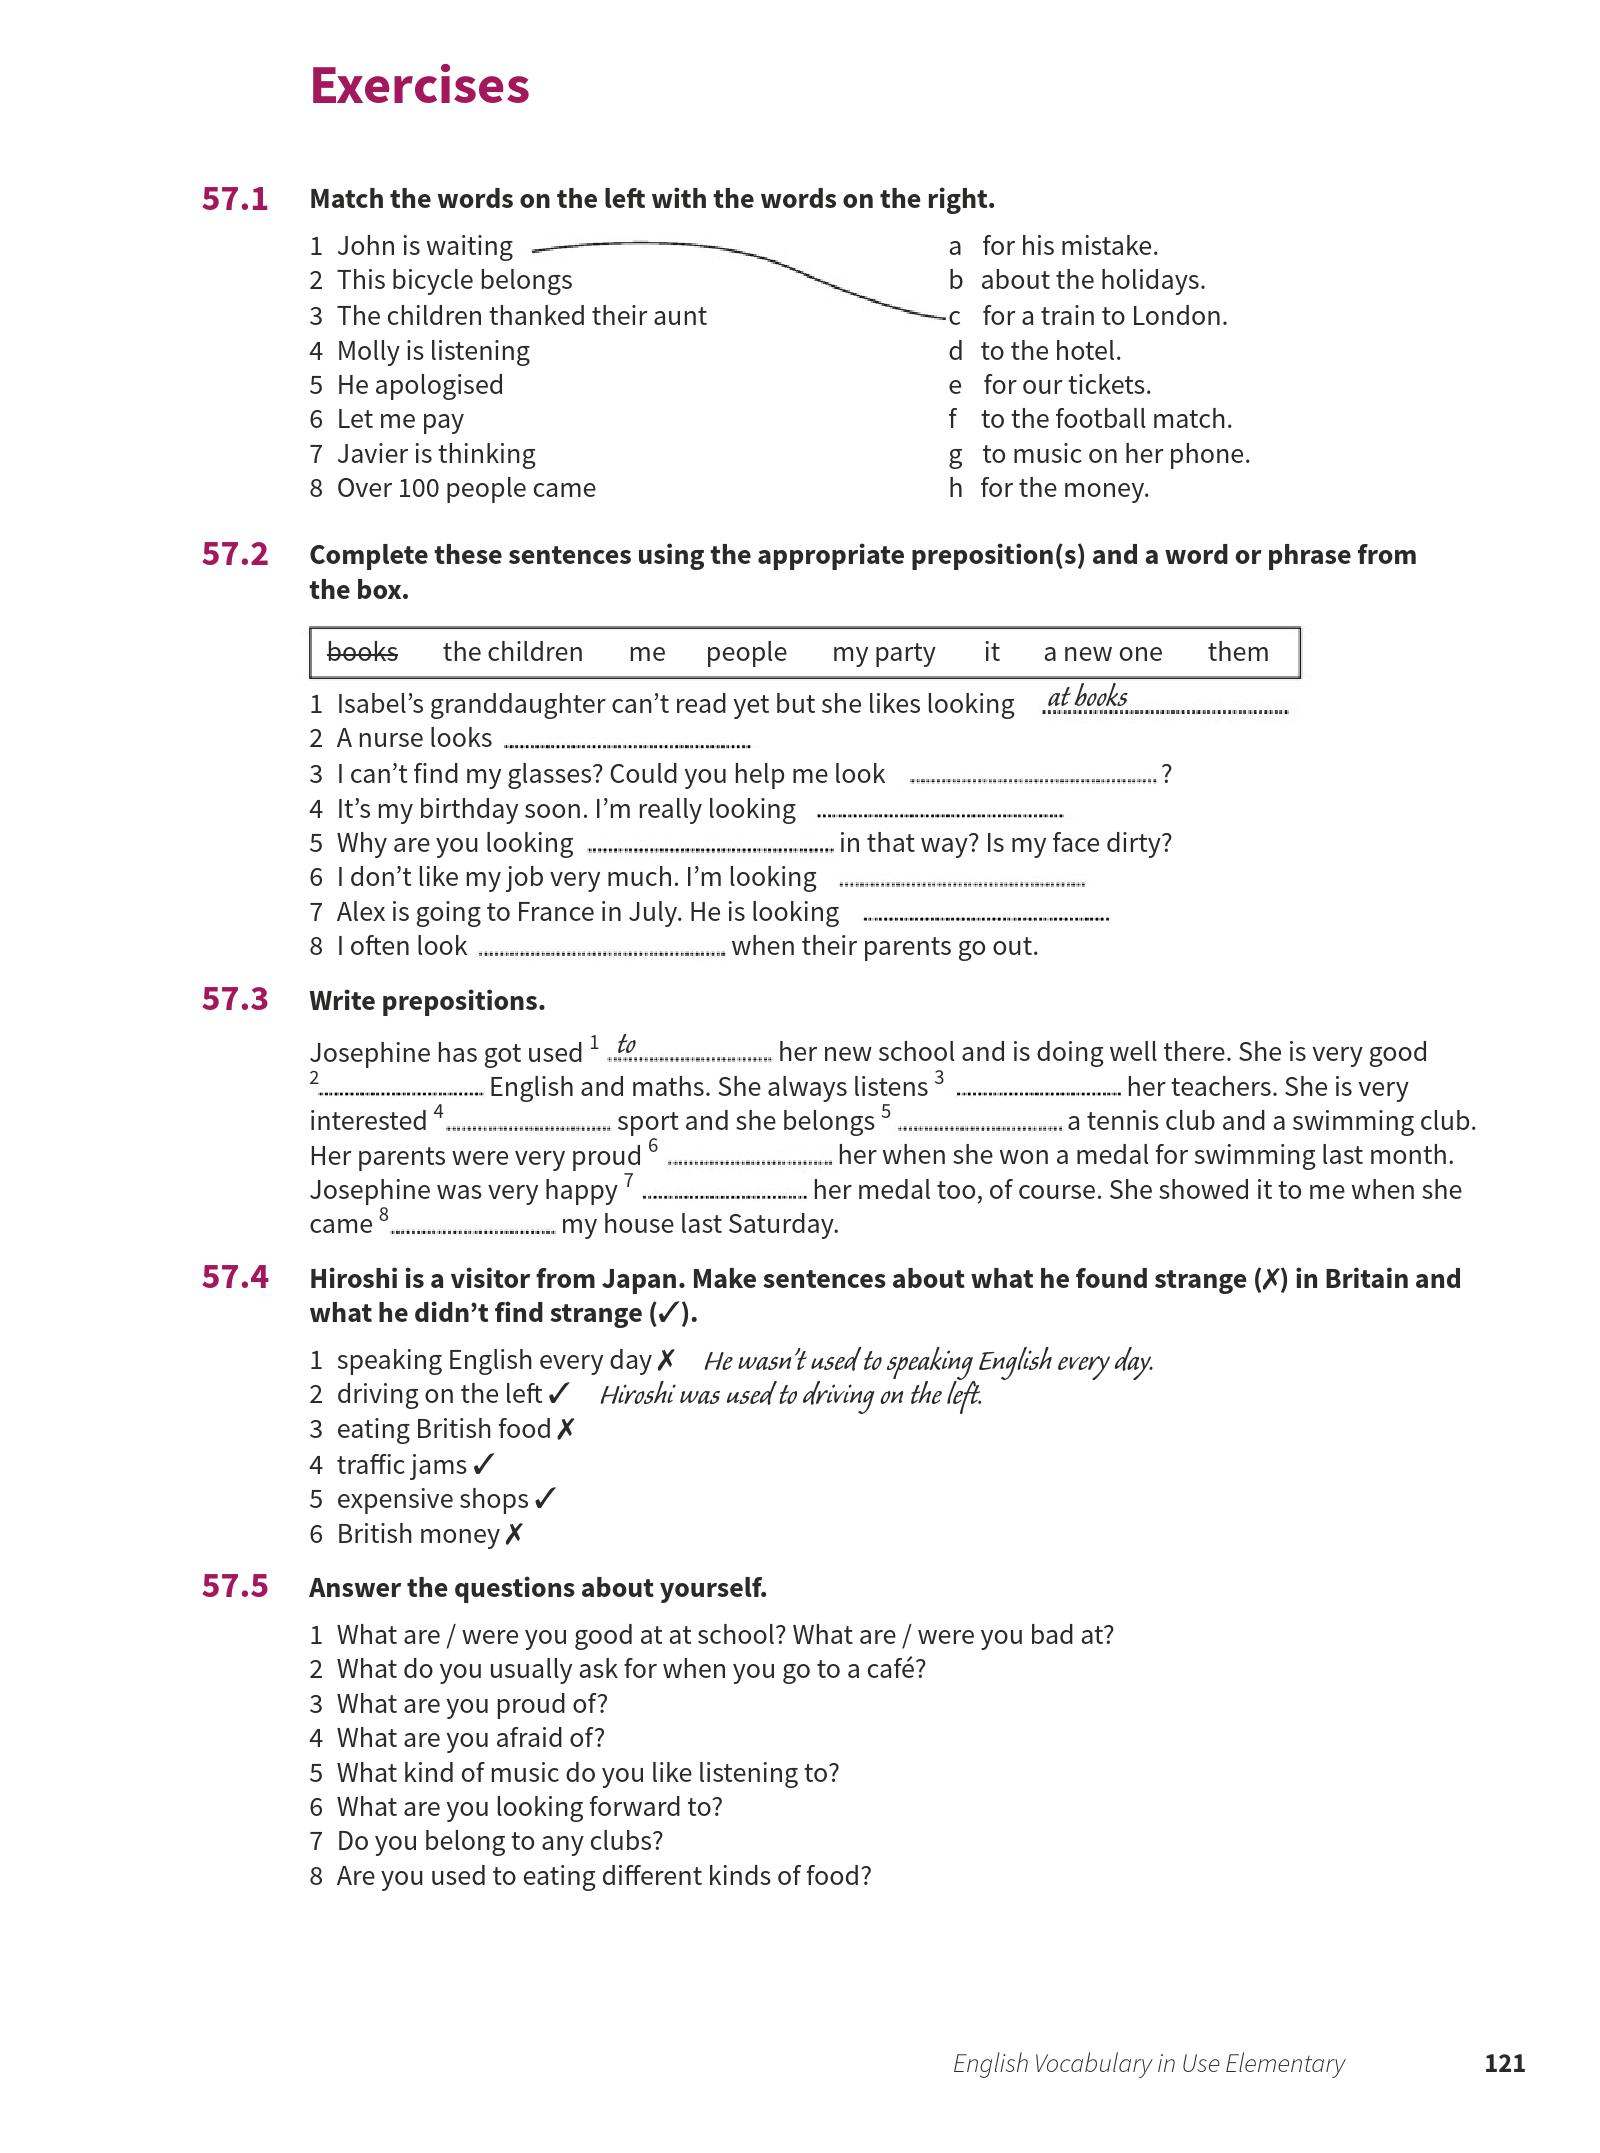 Exercises
57.1 Match the words on the left with the words on the right.
1 John is waiting a for his mistake.
2 This bicycle belongs b about the holidays.
3 The children thanked their aunt c for a train to London.
4 Molly is listening d to the hotel.
5 He apologised e for our tickets.
6 Let me pay f to the football match.
7 Javier is thinking g to music on her phone.
8 Over 100 people came h for the money.
57.2 Complete these sentences using the appropriate preposition(s) and a word or phrase from
the box.
books the children me people my party it a new one them
1 Isabel’s granddaughter can’t read yet but she likes looking at books
2 A nurse looks
3 I can’t find my glasses? Could you help me look ?
4 It’s my birthday soon. I’m really looking
5 Why are you looking in that way? Is my face dirty?
6 I don’t like my job very much. I’m looking
7 Alex is going to France in July. He is looking
8 I often look when their parents go out.
57.3 Write prepositions.
Josephine has got used 1 to her new school and is doing well there. She is very good
2 English and maths. She always listens 3 her teachers. She is very
interested 4 sport and she belongs 5 a tennis club and a swimming club.
Her parents were very proud 6 her when she won a medal for swimming last month.
Josephine was very happy 7 her medal too, of course. She showed it to me when she
came 8 my house last Saturday.
57.4 Hiroshi is a visitor from Japan. Make sentences about what he found strange (✗) in Britain and
what he didn’t find strange (✓).
1 speaking English every day ✗ He wasn’t used to speaking English every day.
2 driving on the left ✓ Hiroshi was used to driving on the left.
3 eating British food ✗
4 traffic jams ✓
5 expensive shops ✓
6 British money ✗
57.5 Answer the questions about yourself.
1 What are / were you good at at school? What are / were you bad at?
2 What do you usually ask for when you go to a café?
3 What are you proud of?
4 What are you afraid of?
5 What kind of music do you like listening to?
6 What are you looking forward to?
7 Do you belong to any clubs?
8 Are you used to eating different kinds of food?
English Vocabulary in Use Elementary 121